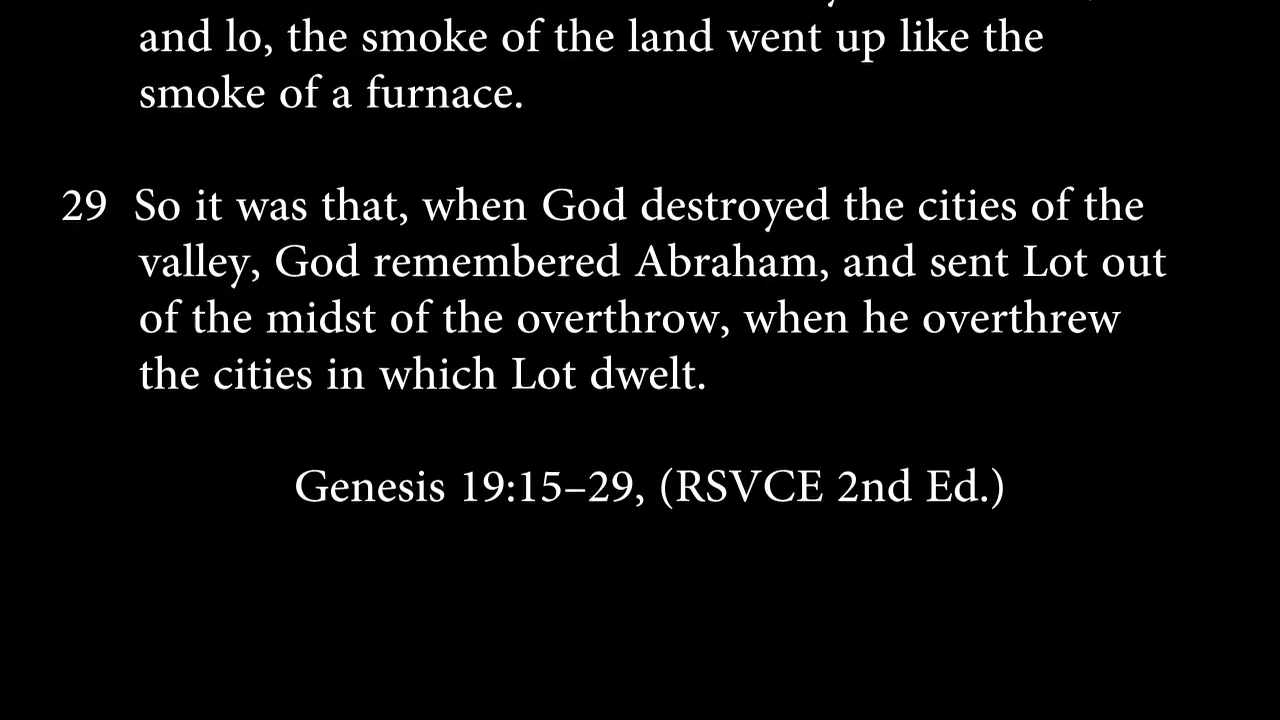 and lo, the smoke of the land went up like the
smoke of a furnace.
29 So it was that, when God destroyed the cities of the
valley, God remembered Abraham, and sent Lot out
of the midst of the overthrow, when he overthrew
the cities in which Lot dwelt.
Genesis 19:15–29, (RSVCE 2nd Ed.)